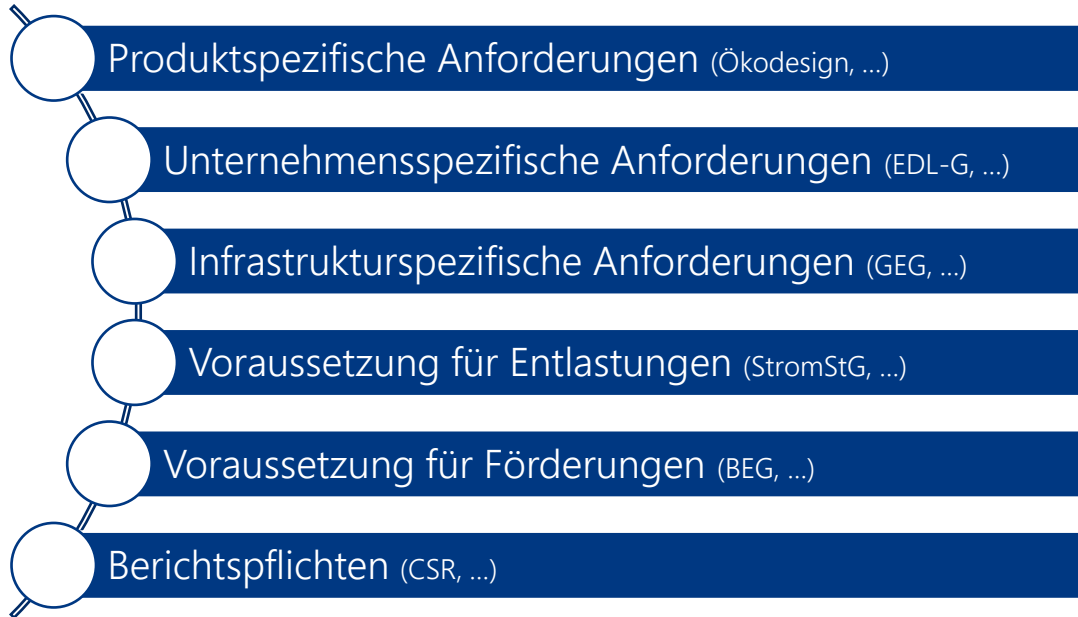 Produktspezifische Anforderungen (Ökodesign, ...)
Unternehmensspezifische Anforderungen (EDL-G, ...)
Infrastrukturspezifische Anforderungen (GEG, ...)
Voraussetzung für Entlastungen (StromStG, ...)
Voraussetzung für Förderungen (BEG, ...)
Berichtspflichten (CSR, ...)